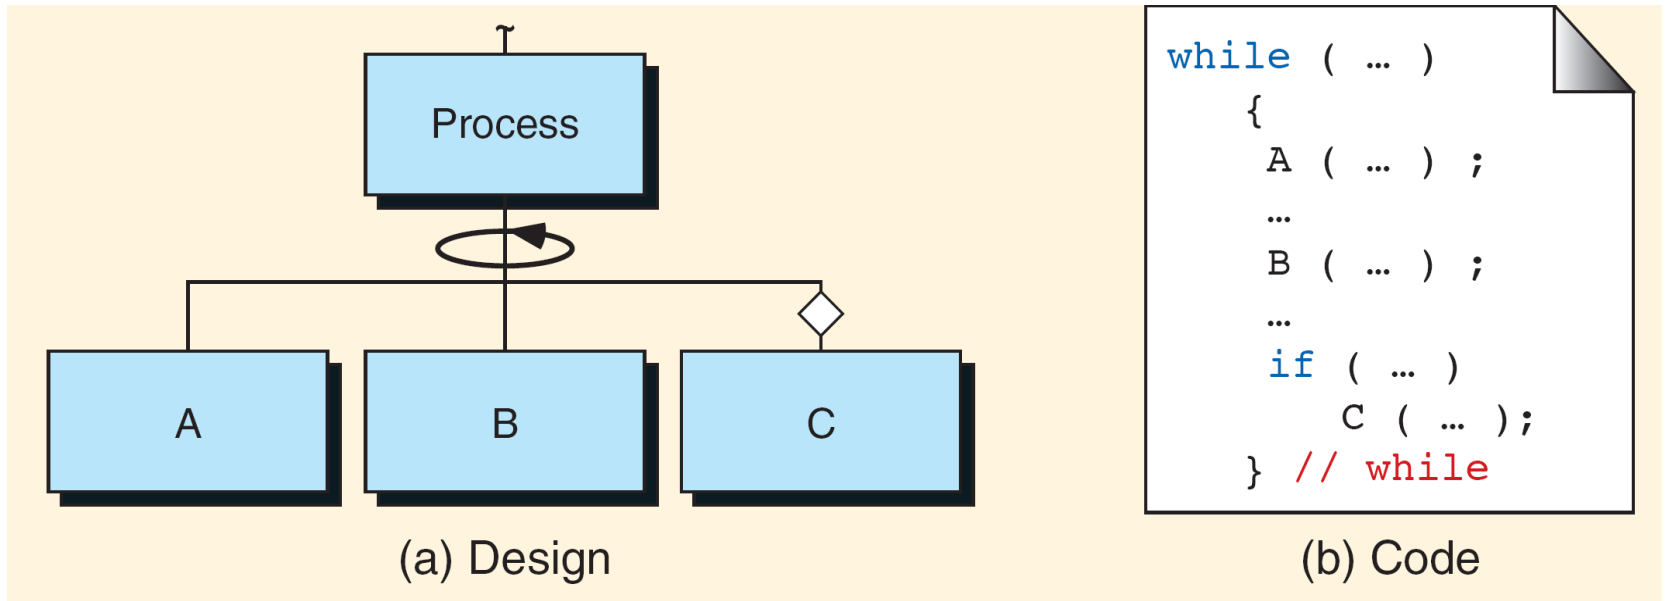 ~
Process
A
B
C
(a) Design
while ( … )
{
A ( … ) ;
…
B ( … ) ;
…
if ( … )
C ( … );
} // while
(b) Code